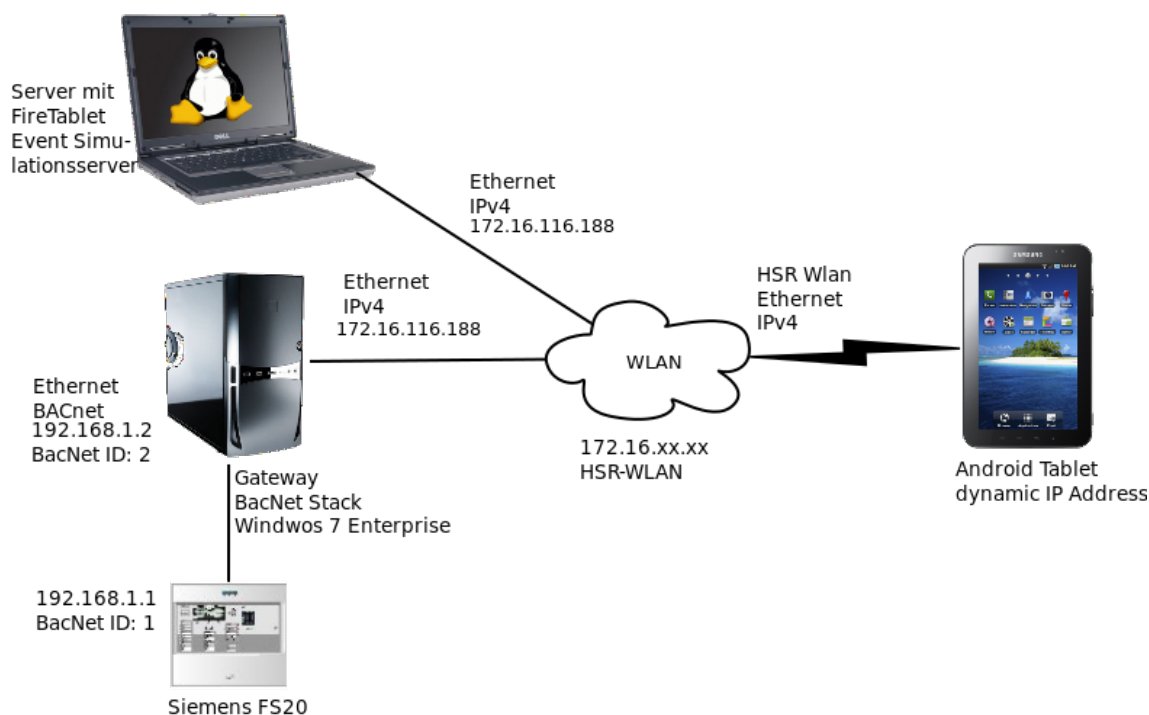 Server mit
FireTablet
Event Simu-
lationsserver
DELL
Ethernet
IPv4
172.16.116.188
Ethernet
IPv4
172.16.116.188
HSR Wlan
Ethernet
IPv4
WLAN
172.16.xx.xx
HSR-WLAN
SAMSUNG
Android Tablet
dynamic IP Address
Ethernet
BACnet
192.168.1.2
BacNet ID: 2
Gateway
BacNet Stack
Windwos 7 Enterprise
192.168.1.1
BacNet ID: 1
Siemens FS20